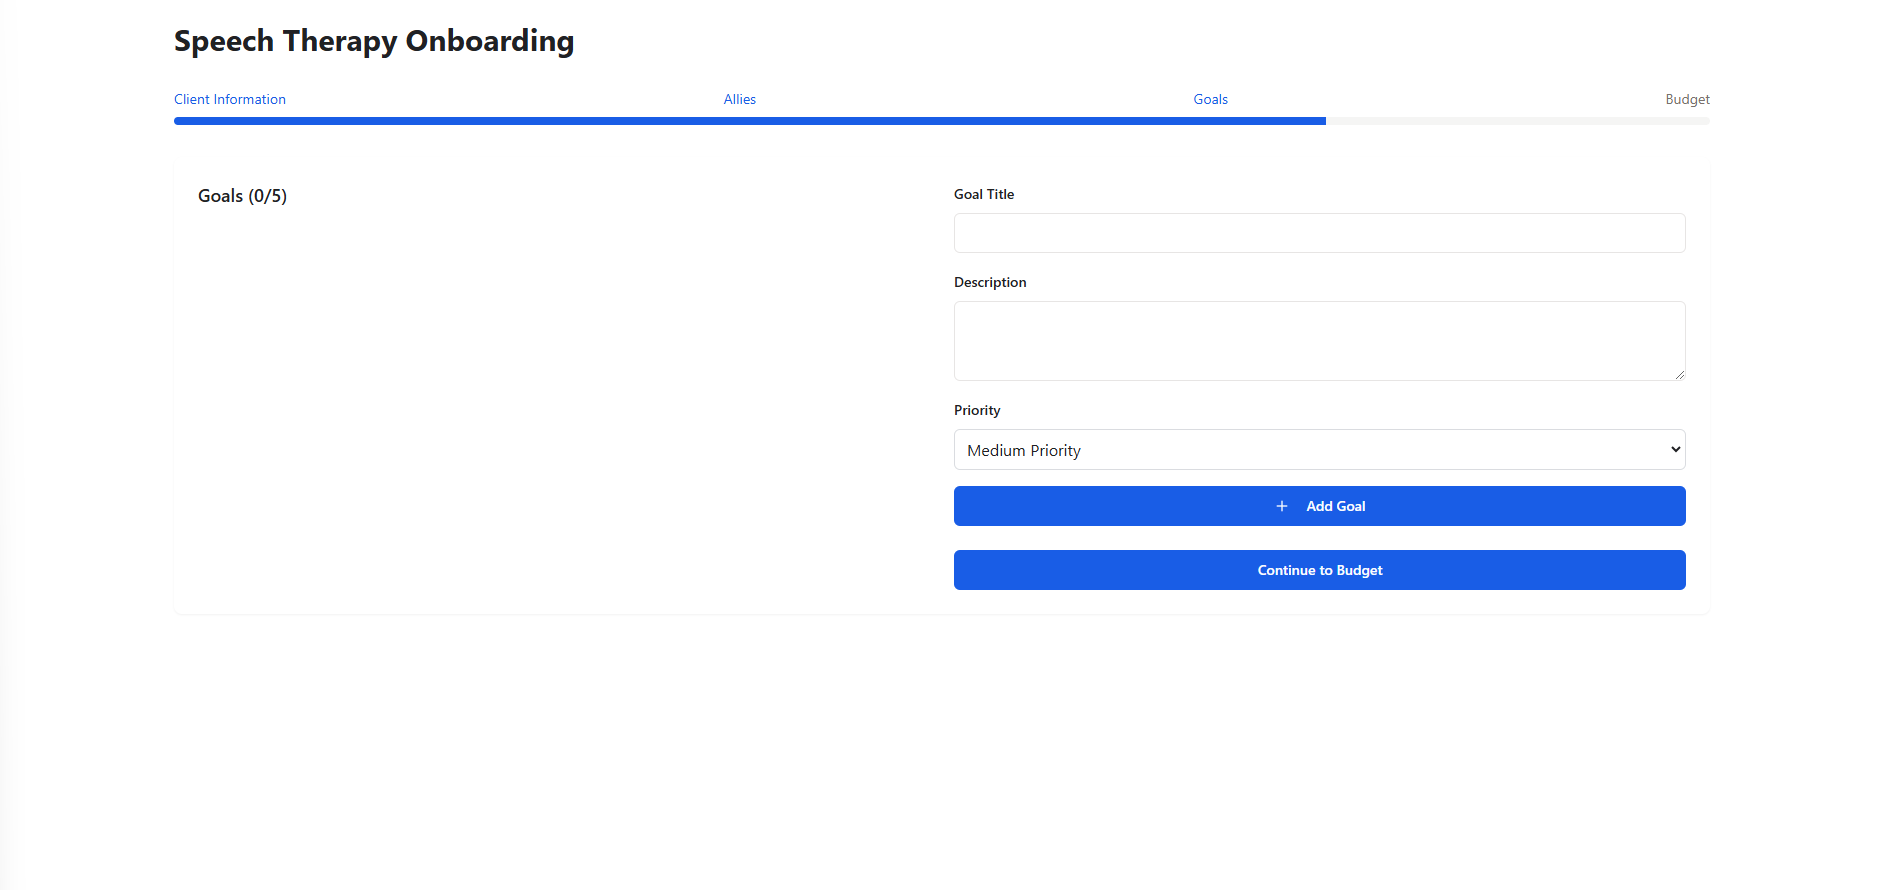 Speech Therapy Onboarding
Client Information Allies Goals Budget
Goals (0/5)
Goal Title
Description
Priority
Medium Priority
+ Add Goal
Continue to Budget